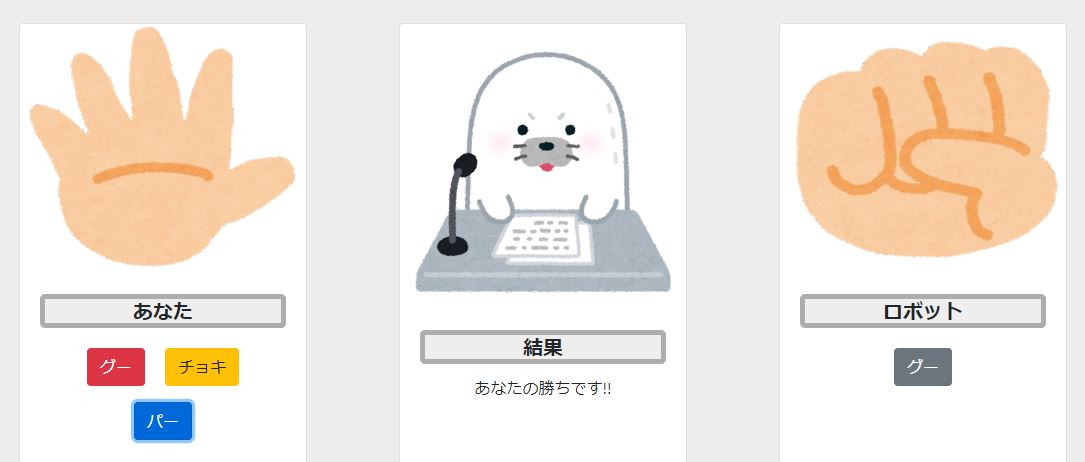 あなた
グー
チョキ
パー
結果
あなたの勝ちです!!
ロボット
グー